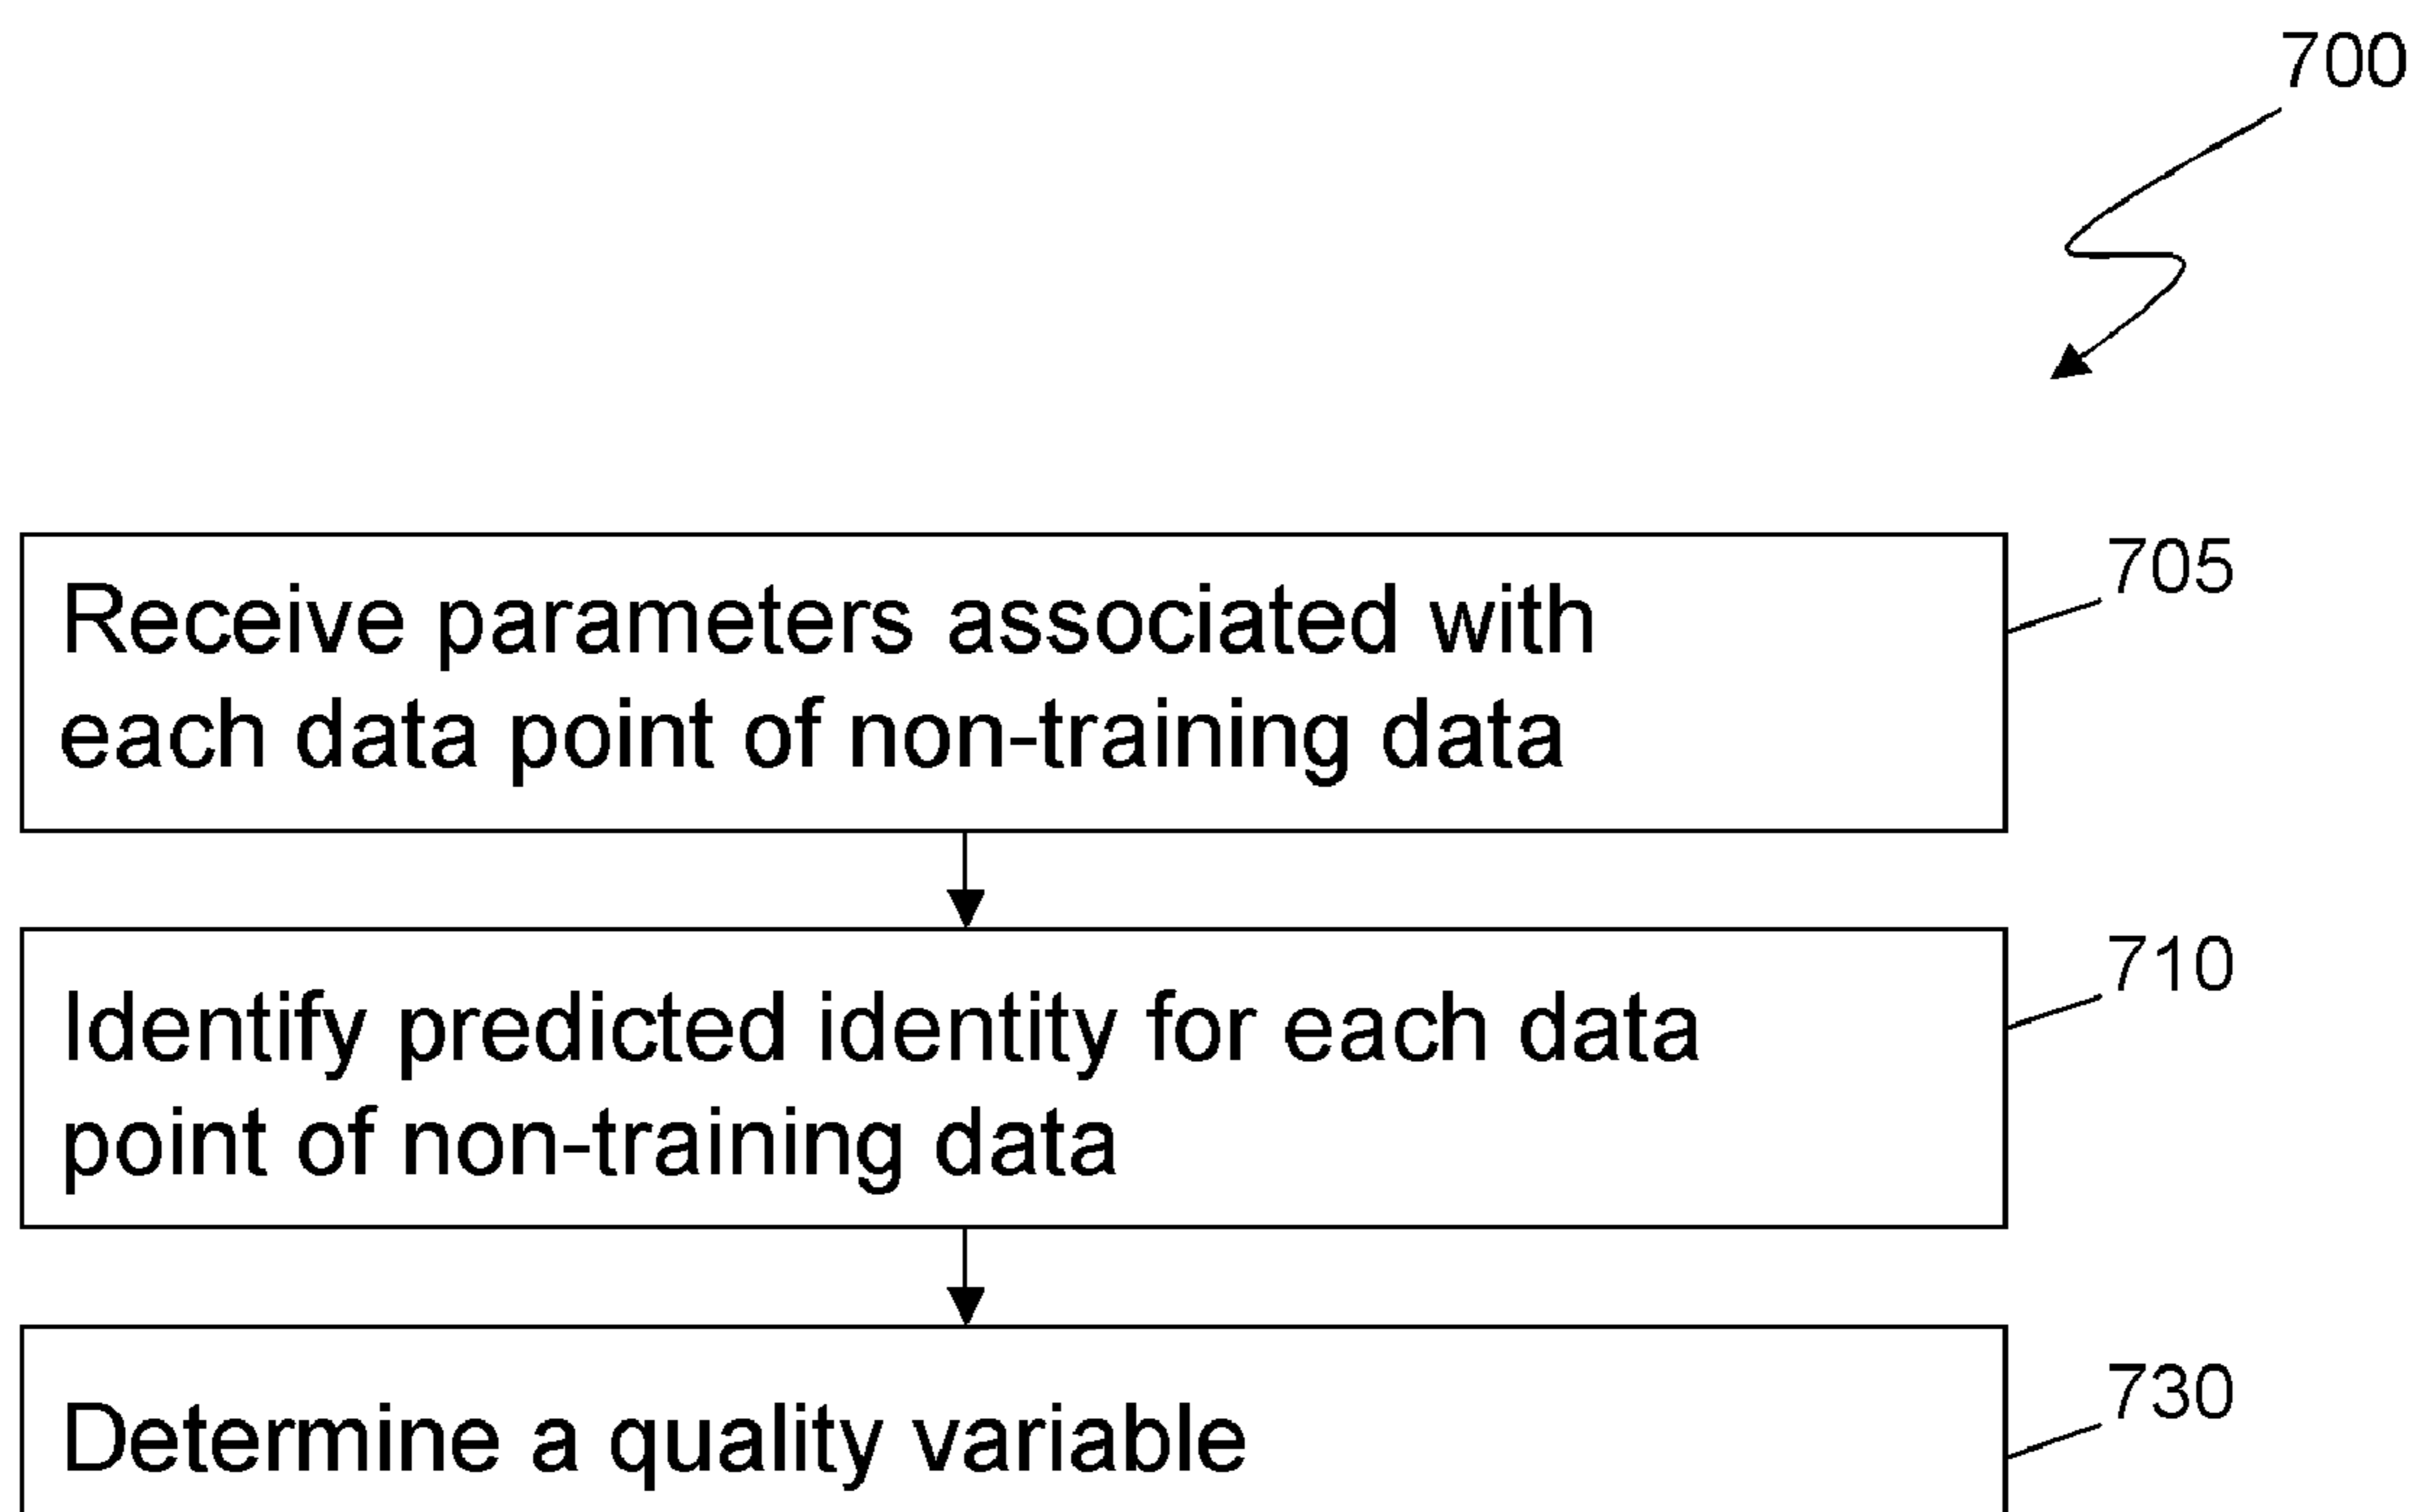 700
705
Receive parameters associated with
each data point of non-training data
710
Identify predicted identity for each data
point of non-training data
730
Determine a quality variable